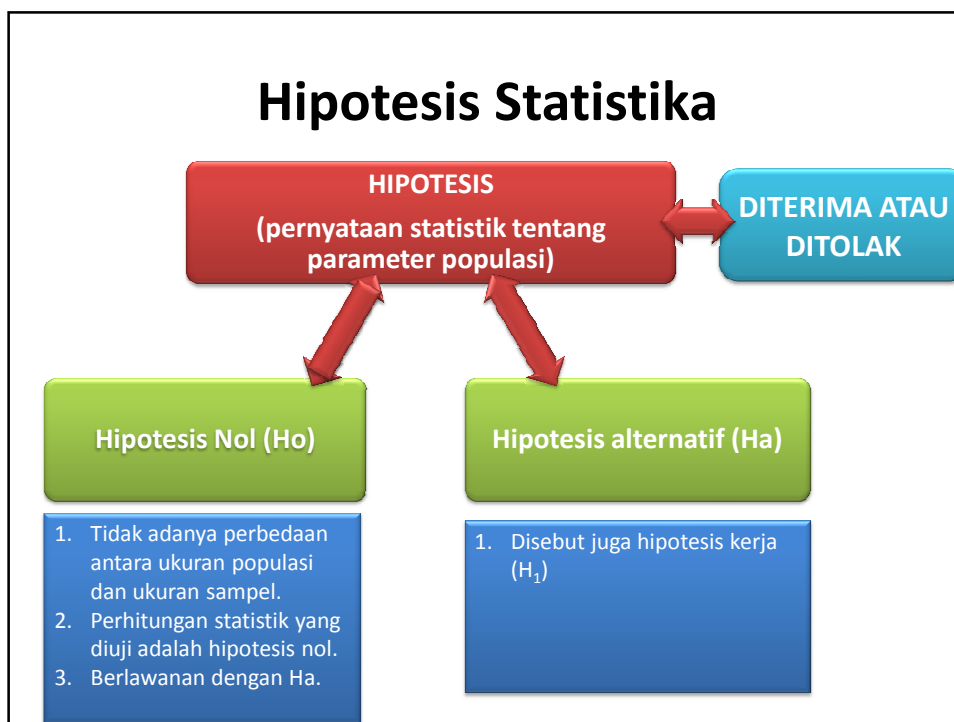 Hipotesis Statistika
HIPOTESIS
(pernyataan statistik tentang
parameter populasi)
DITERIMA ATAU
DITOLAK
Hipotesis Nol (Ho)
Hipotesis alternatif (Ha)
1. Tidak adanya perbedaan
antara ukuran populasi
dan ukuran sampel.
2. Perhitungan statistik yang
diuji adalah hipotesis nol.
3. Berlawanan dengan Ha.
1. Disebut juga hipotesis kerja
(H₁)